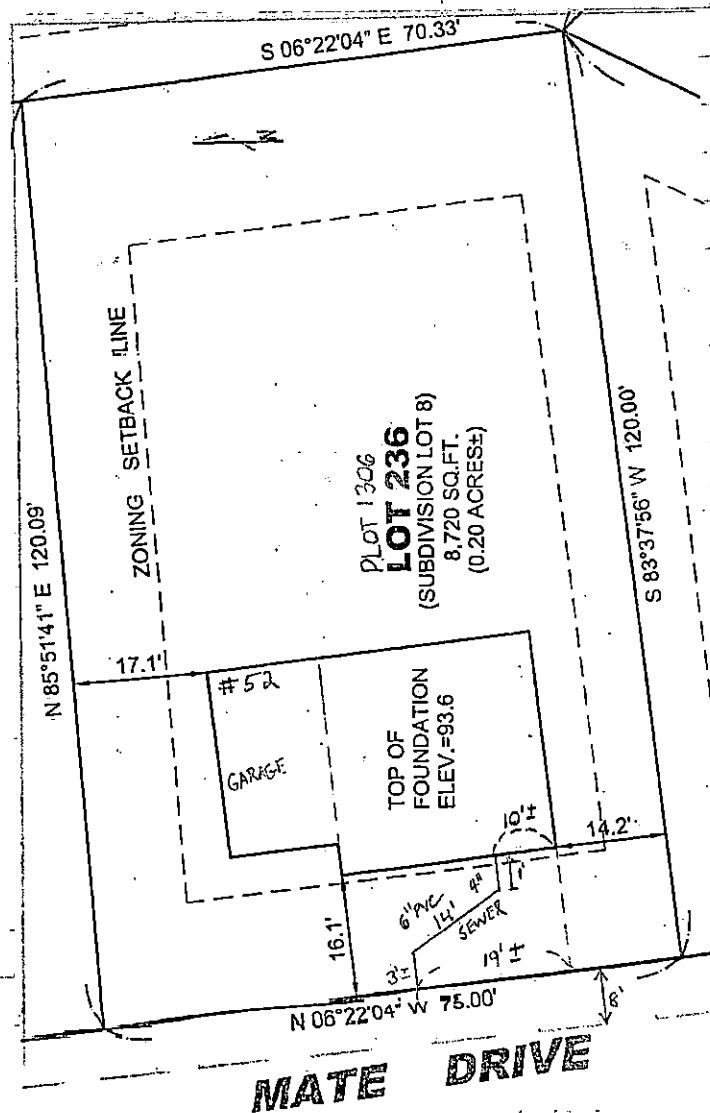 S 06°22'04" E 70.33'
N
ZONING SETBACK LINE
N 85°51'41" E 120.09'
PLOT 1306
LOT 236
(SUBDIVISION LOT 8)
8,720 SQ.FT.
(0.20 ACRES±)
S 83°37'56" W 120.00'
17.1'
#52
GARAGE
TOP OF
FOUNDATION
ELEV.=93.6
10'±
14.2'
4"
1'
6" PVC
14'
SEWER
16.1'
3'±
19'±
N 06°22'04" W 75.00'
8'
MATE DRIVE